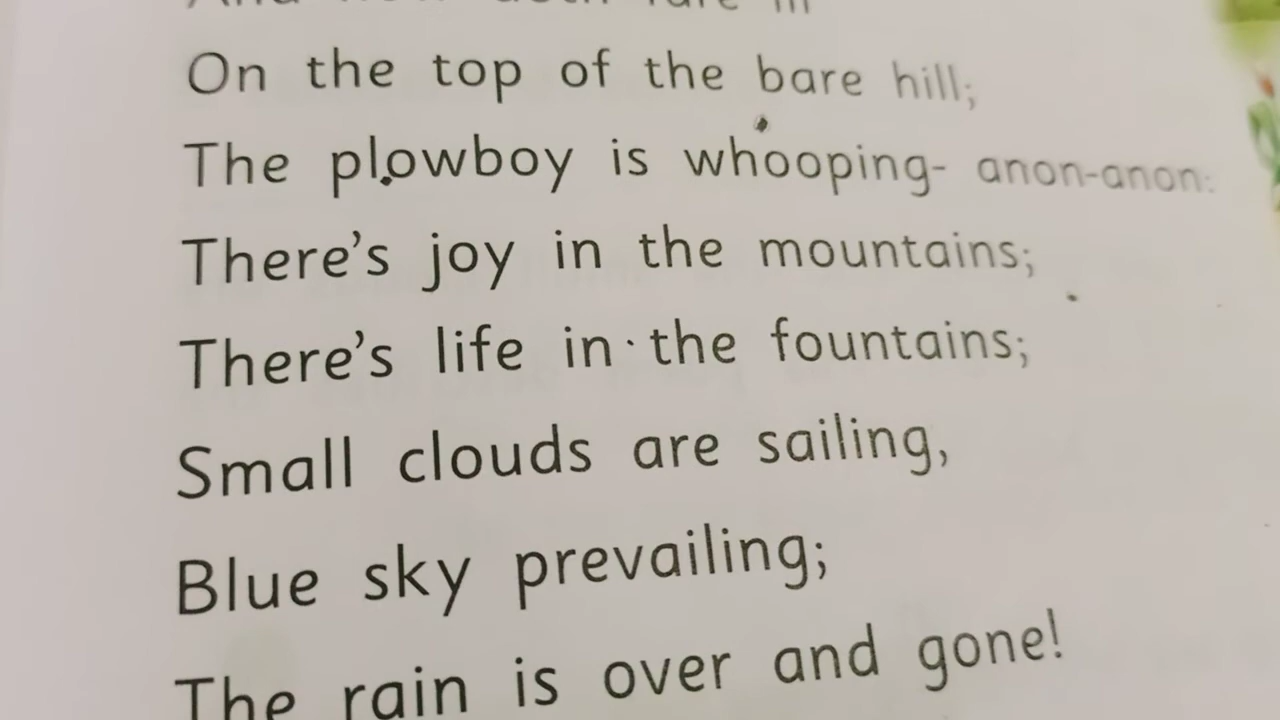 On the top of the bare hill;
The plowboy is whooping- anon-anon:
There's joy in the mountains;
There's life in the fountains;
Small clouds are sailing,
Blue sky prevailing;
The rain is over and gone!